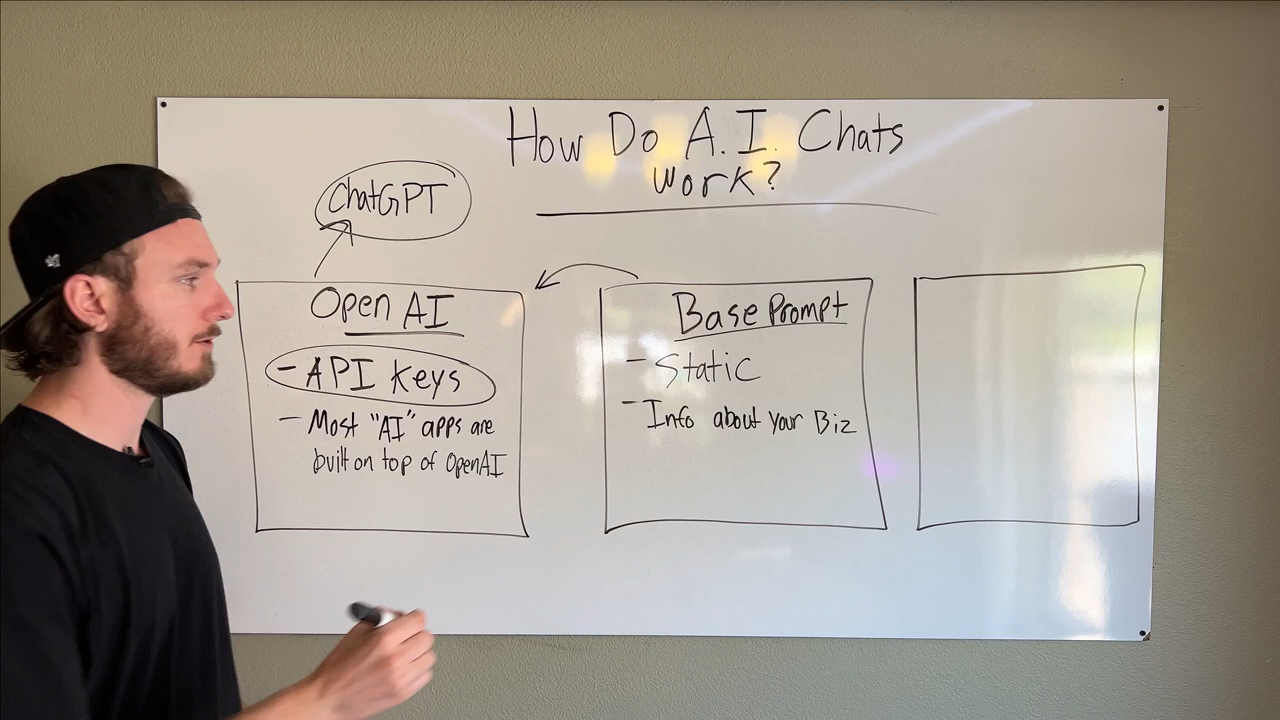 How Do A.I. Chats
Work?
ChatGPT
Open AI
- API Keys
- Most "AI" apps are
built on top of OpenAI
Base Prompt
- Static
- Info about your Biz